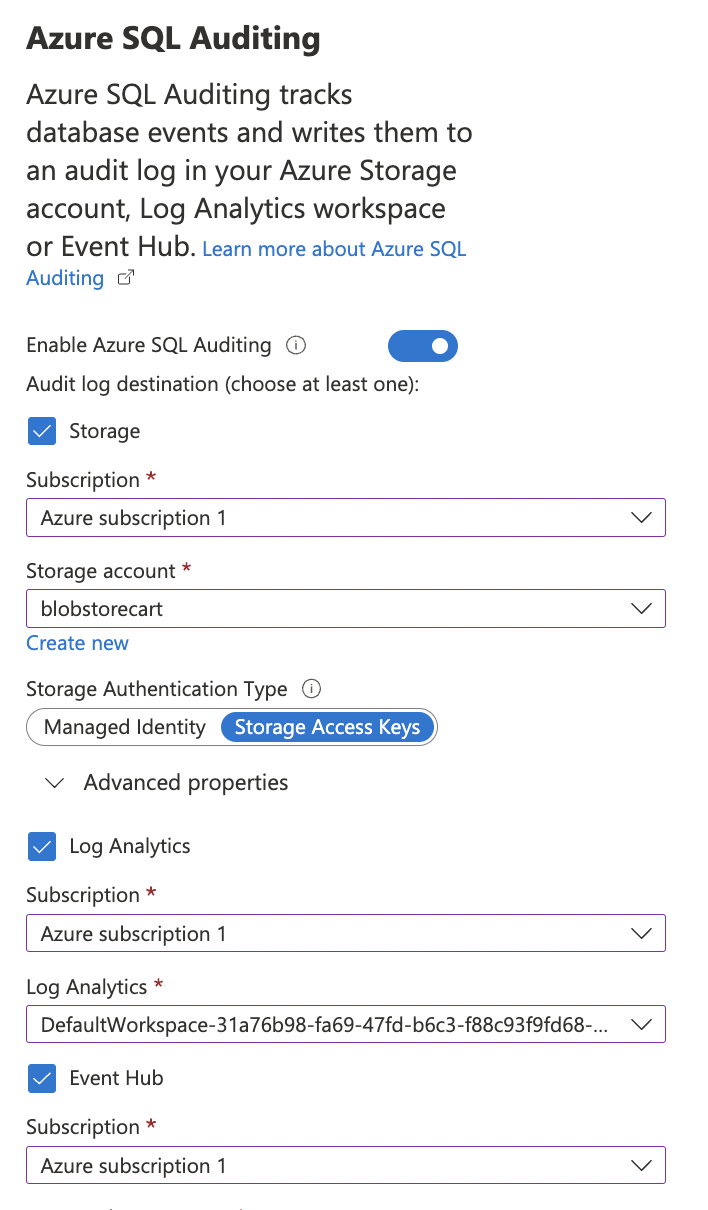 Azure SQL Auditing
Azure SQL Auditing tracks
database events and writes them to
an audit log in your Azure Storage
account, Log Analytics workspace
or Event Hub. Learn more about Azure SQL
Auditing
Enable Azure SQL Auditing
Audit log destination (choose at least one):
Storage
Subscription *
Azure subscription 1
Storage account *
blobstorecart
Create new
Storage Authentication Type
Managed Identity Storage Access Keys
Advanced properties
Log Analytics
Subscription *
Azure subscription 1
Log Analytics *
DefaultWorkspace-31a76b98-fa69-47fd-b6c3-f88c93f9fd68-...
Event Hub
Subscription *
Azure subscription 1